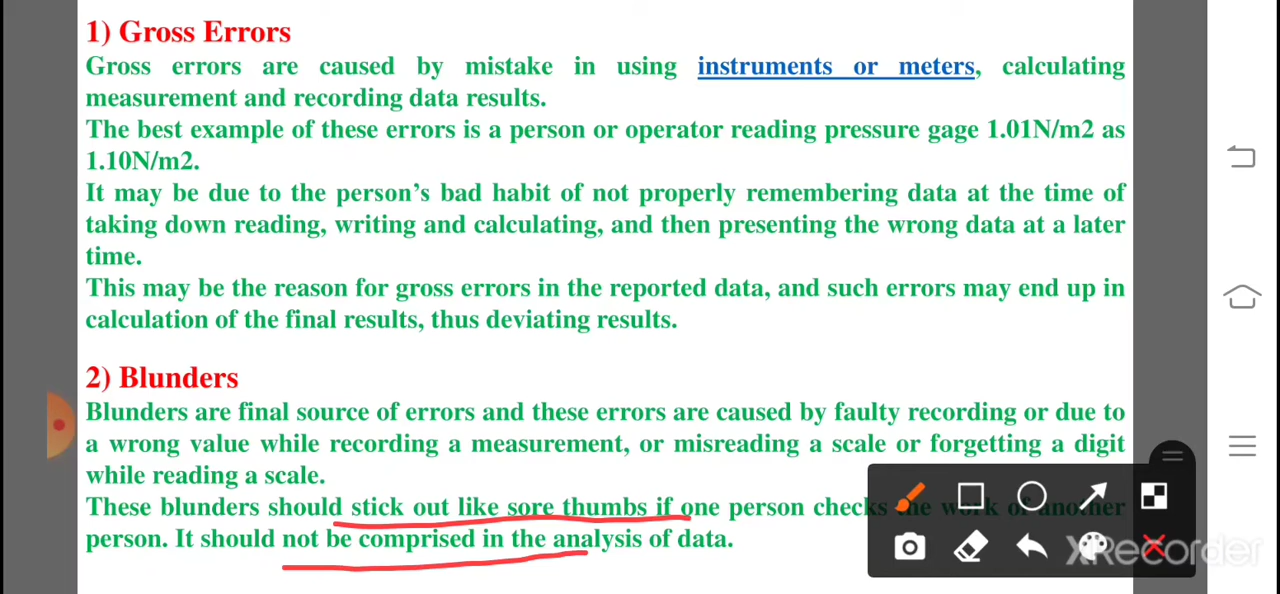 1) Gross Errors
Gross errors are caused by mistake in using instruments or meters, calculating
measurement and recording data results.
The best example of these errors is a person or operator reading pressure gage 1.01N/m2 as
1.10N/m2.
It may be due to the person’s bad habit of not properly remembering data at the time of
taking down reading, writing and calculating, and then presenting the wrong data at a later
time.
This may be the reason for gross errors in the reported data, and such errors may end up in
calculation of the final results, thus deviating results.
2) Blunders
Blunders are final source of errors and these errors are caused by faulty recording or due to
a wrong value while recording a measurement, or misreading a scale or forgetting a digit
while reading a scale.
These blunders should stick out like sore thumbs if one person checks the work of another
person. It should not be comprised in the analysis of data.
XRecorder